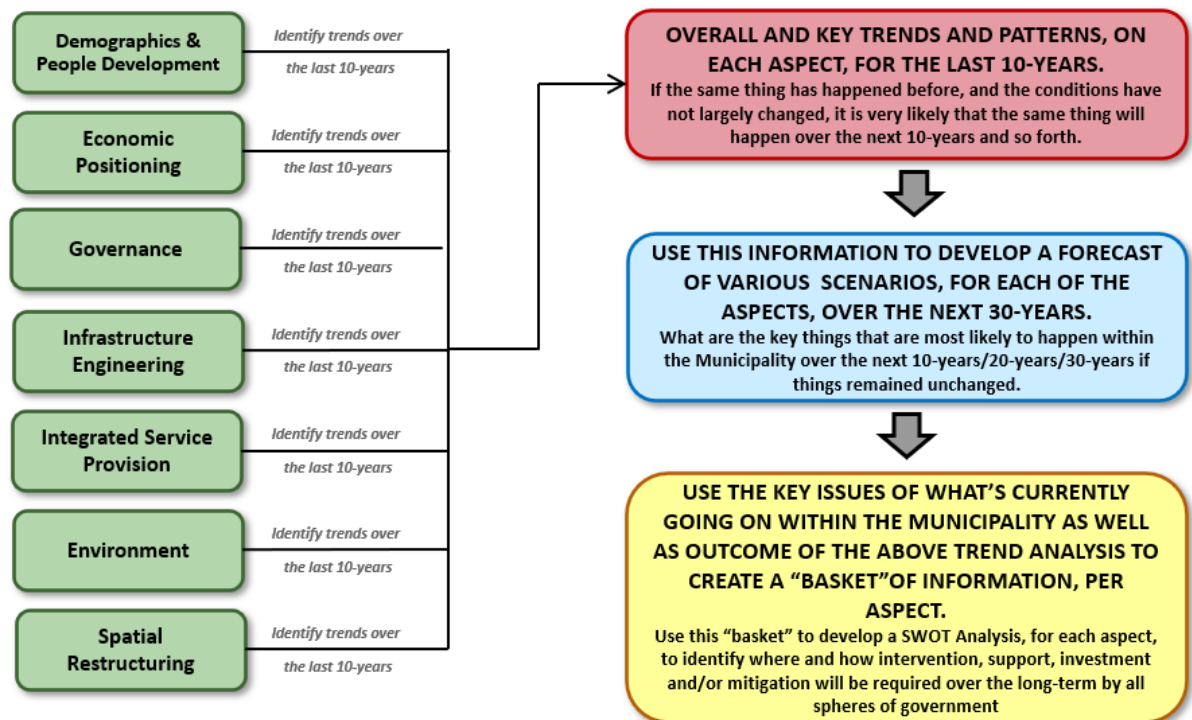 Demographics &
People Development
Identify trends over
the last 10-years
Economic
Positioning
Identify trends over
the last 10-years
Governance
Identify trends over
the last 10-years
Infrastructure
Engineering
Identify trends over
the last 10-years
Integrated Service
Provision
Identify trends over
the last 10-years
Environment
Identify trends over
the last 10-years
Spatial
Restructuring
Identify trends over
the last 10-years
OVERALL AND KEY TRENDS AND PATTERNS, ON
EACH ASPECT, FOR THE LAST 10-YEARS.
If the same thing has happened before, and the conditions have
not largely changed, it is very likely that the same thing will
happen over the next 10-years and so forth.
USE THIS INFORMATION TO DEVELOP A FORECAST
OF VARIOUS SCENARIOS, FOR EACH OF THE
ASPECTS, OVER THE NEXT 30-YEARS.
What are the key things that are most likely to happen within
the Municipality over the next 10-years/20-years/30-years if
things remained unchanged.
USE THE KEY ISSUES OF WHAT'S CURRENTLY
GOING ON WITHIN THE MUNICIPALITY AS WELL
AS OUTCOME OF THE ABOVE TREND ANALYSIS TO
CREATE A “BASKET”OF INFORMATION, PER
ASPECT.
Use this “basket” to develop a SWOT Analysis, for each aspect,
to identify where and how intervention, support, investment
and/or mitigation will be required over the long-term by all
spheres of government